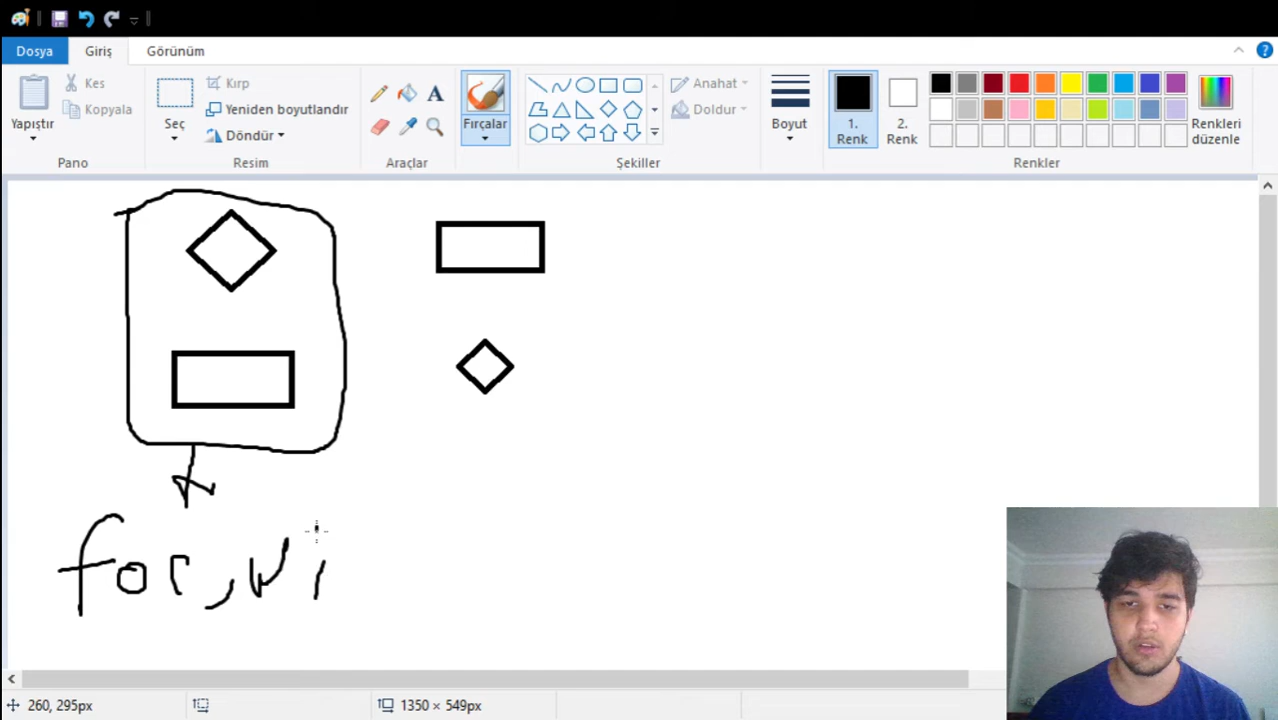 Dosya Giriş Görünüm
Yapıştır
Kes
Kopyala
Pano
Seç
Kırp
Yeniden boyutlandır
Döndür
Resim
A
Araçlar
Fırçalar
Anahat
Doldur
Şekiller
Boyut
1.
Renk
2.
Renk
Renkleri
düzenle
Renkler
for, wi
260, 295px
1350 × 549px